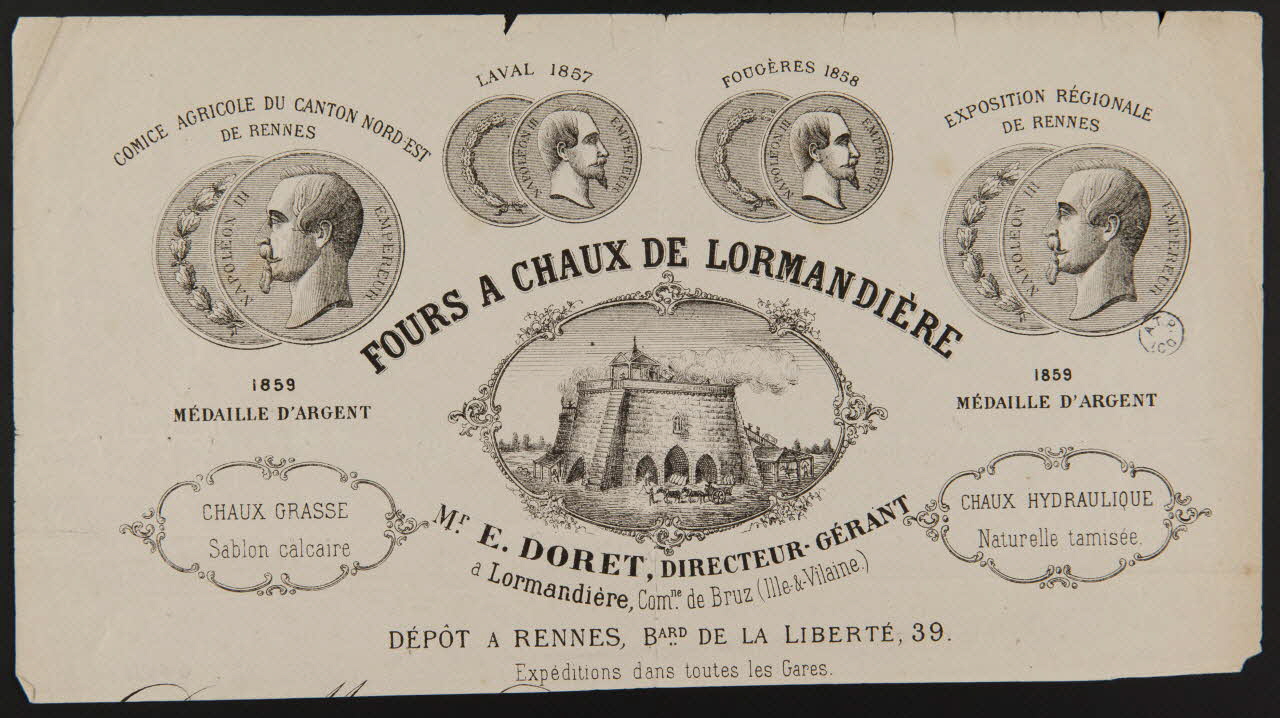 COMICE AGRICOLE DU CANTON NORD-EST
DE RENNES
NAPOLÉON III EMPEREUR
1859
MÉDAILLE D'ARGENT
LAVAL 1857
NAPOLÉON III EMPEREUR
FOUGÈRES 1858
NAPOLÉON III EMPEREUR
EXPOSITION RÉGIONALE
DE RENNES
NAPOLÉON III EMPEREUR
1859
MÉDAILLE D'ARGENT
FOURS A CHAUX DE LORMANDIÈRE
CHAUX GRASSE
Sablon calcaire
CHAUX HYDRAULIQUE
Naturelle tamisée.
Mr E. DORET, DIRECTEUR-GÉRANT
a Lormandière, Comne de Bruz (Ille-&-Vilaine.)
DÉPÔT A RENNES, BARD DE LA LIBERTÉ, 39.
Expéditions dans toutes les Gares.